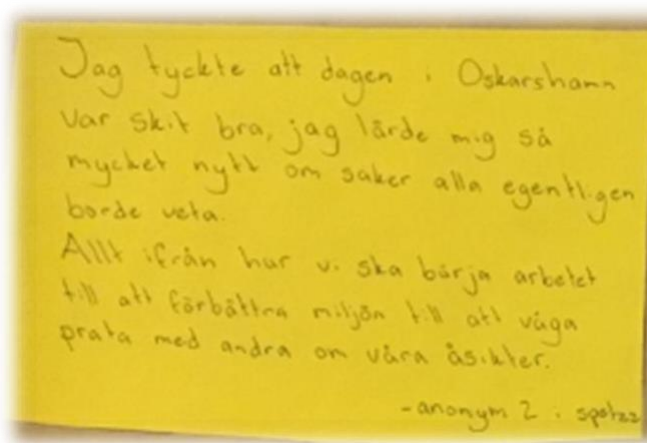 Jag tyckte att dagen i Oskarshamn
var skit bra, jag lärde mig så
mycket nytt om saker alla egentligen
borde veta.
Allt ifrån hur vi ska börja arbetet
till att förbättra miljön till att våga
prata med andra om våra åsikter.
-anonym 2 i